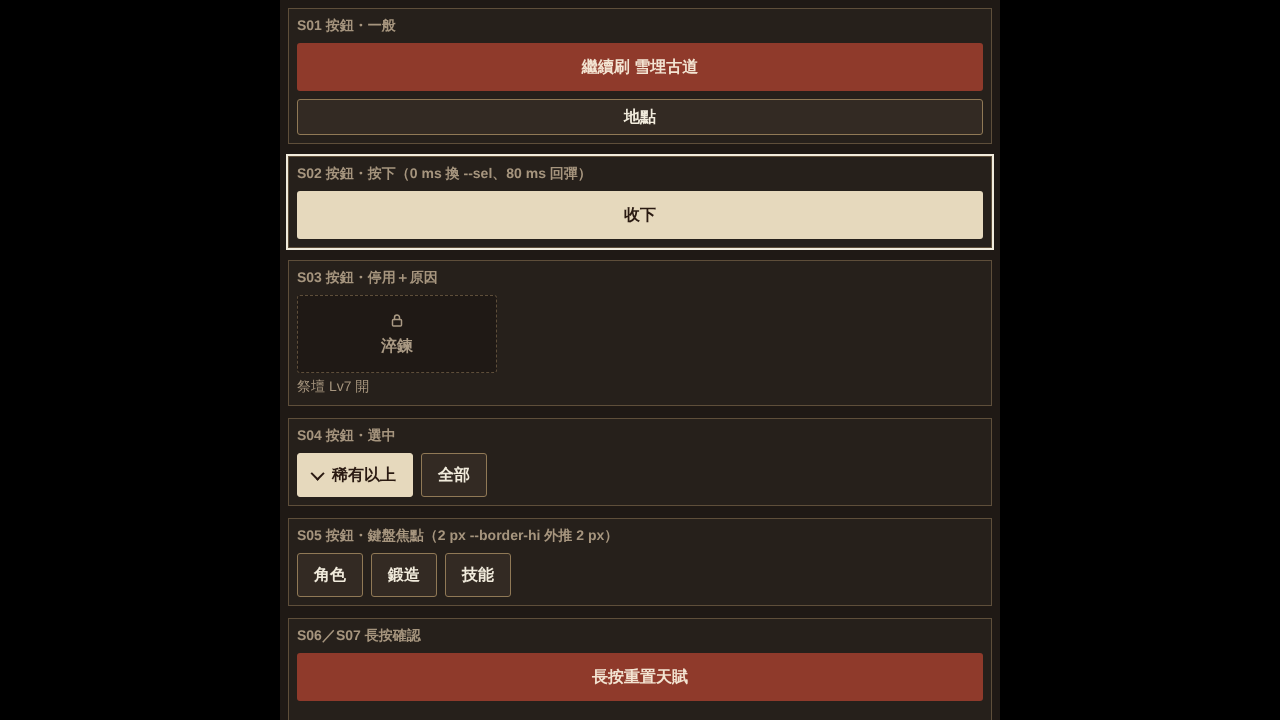 S01 按鈕・一般
繼續刷 雪埋古道
地點
S02 按鈕・按下（0 ms 換 --sel、80 ms 回彈）
收下
S03 按鈕・停用＋原因
淬鍊
祭壇 Lv7 開
S04 按鈕・選中
稀有以上 全部
S05 按鈕・鍵盤焦點（2 px --border-hi 外推 2 px）
角色 鍛造 技能
S06／S07 長按確認
長按重置天賦